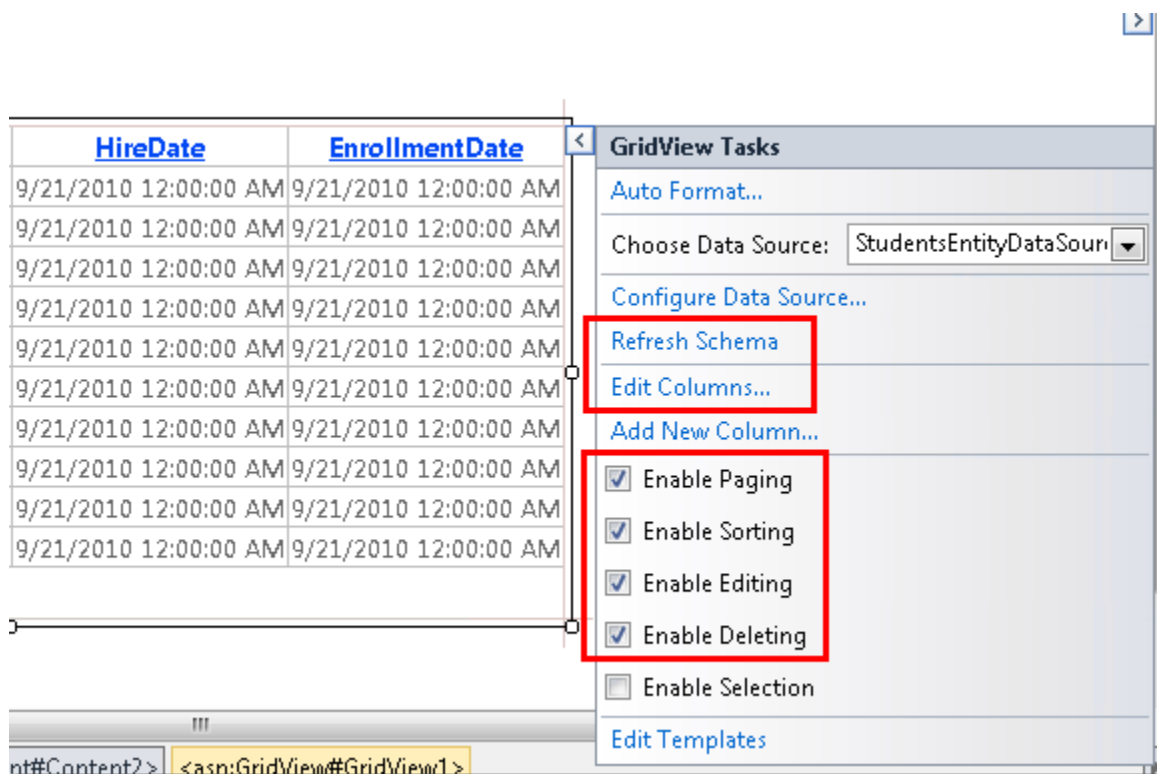 HireDate EnrollmentDate
9/21/2010 12:00:00 AM 9/21/2010 12:00:00 AM
9/21/2010 12:00:00 AM 9/21/2010 12:00:00 AM
9/21/2010 12:00:00 AM 9/21/2010 12:00:00 AM
9/21/2010 12:00:00 AM 9/21/2010 12:00:00 AM
9/21/2010 12:00:00 AM 9/21/2010 12:00:00 AM
9/21/2010 12:00:00 AM 9/21/2010 12:00:00 AM
9/21/2010 12:00:00 AM 9/21/2010 12:00:00 AM
9/21/2010 12:00:00 AM 9/21/2010 12:00:00 AM
9/21/2010 12:00:00 AM 9/21/2010 12:00:00 AM
9/21/2010 12:00:00 AM 9/21/2010 12:00:00 AM
GridView Tasks
Auto Format...
Choose Data Source: StudentsEntityDataSour
Configure Data Source...
Refresh Schema
Edit Columns...
Add New Column...
Enable Paging
Enable Sorting
Enable Editing
Enable Deleting
Enable Selection
Edit Templates
nt#Content2> <asp:GridView#GridView1>